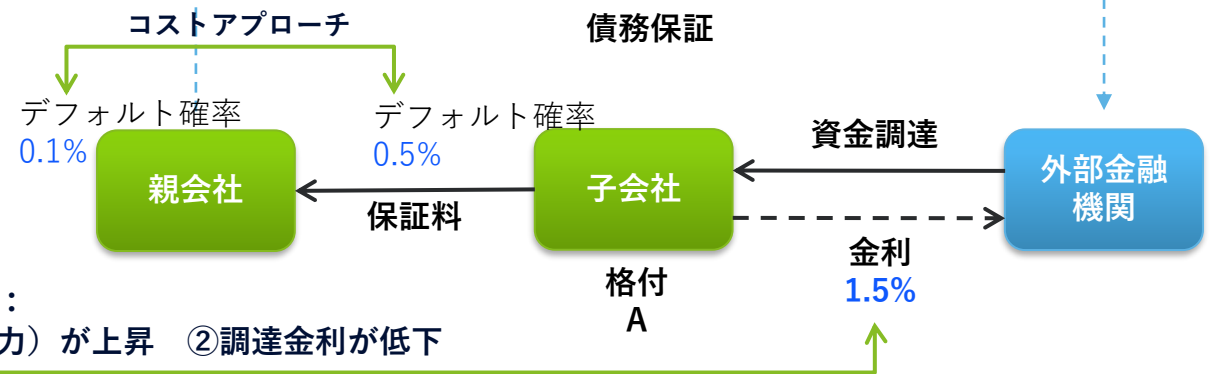 コストアプローチ
債務保証
デフォルト確率
0.1%
デフォルト確率
0.5%
親会社
保証料
子会社
資金調達
外部金融
機関
金利
1.5%
格付
A
：
力）が上昇　②調達金利が低下